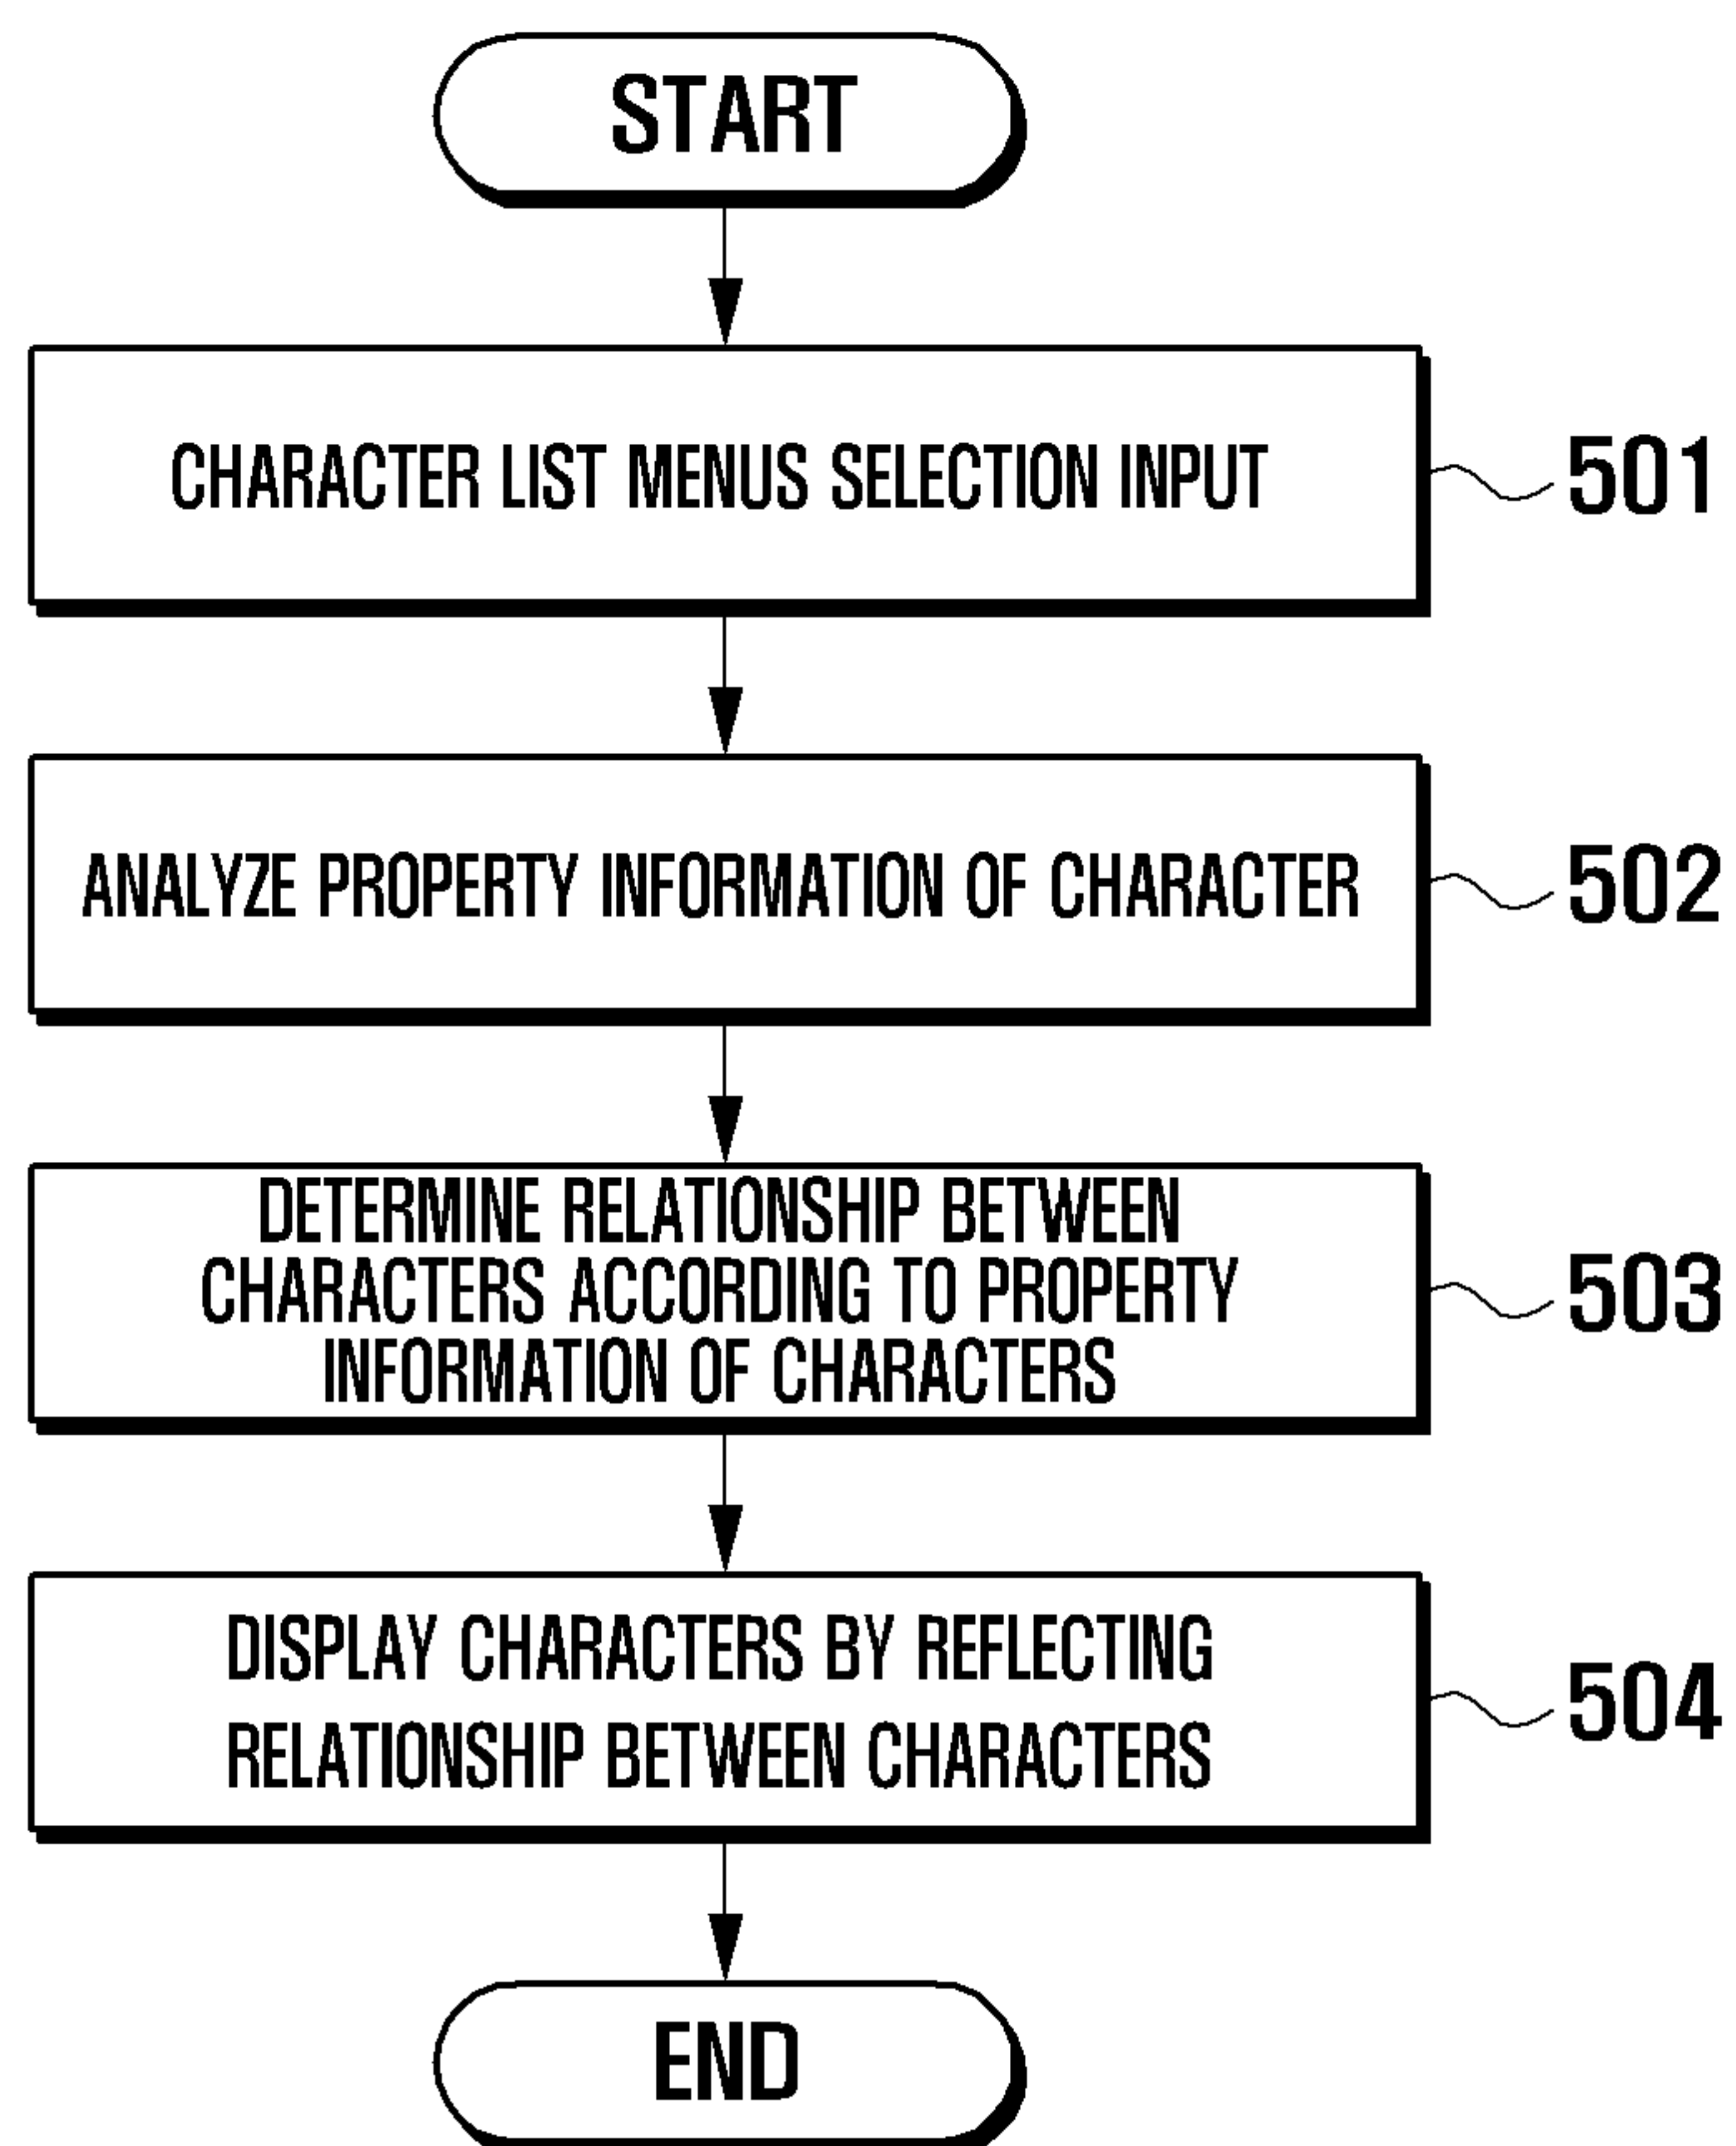 START
CHARACTER LIST MENUS SELECTION INPUT
501
ANALYZE PROPERTY INFORMATION OF CHARACTER
502
DETERMINE RELATIONSHIP BETWEEN
CHARACTERS ACCORDING TO PROPERTY
INFORMATION OF CHARACTERS
503
DISPLAY CHARACTERS BY REFLECTING
RELATIONSHIP BETWEEN CHARACTERS
504
END